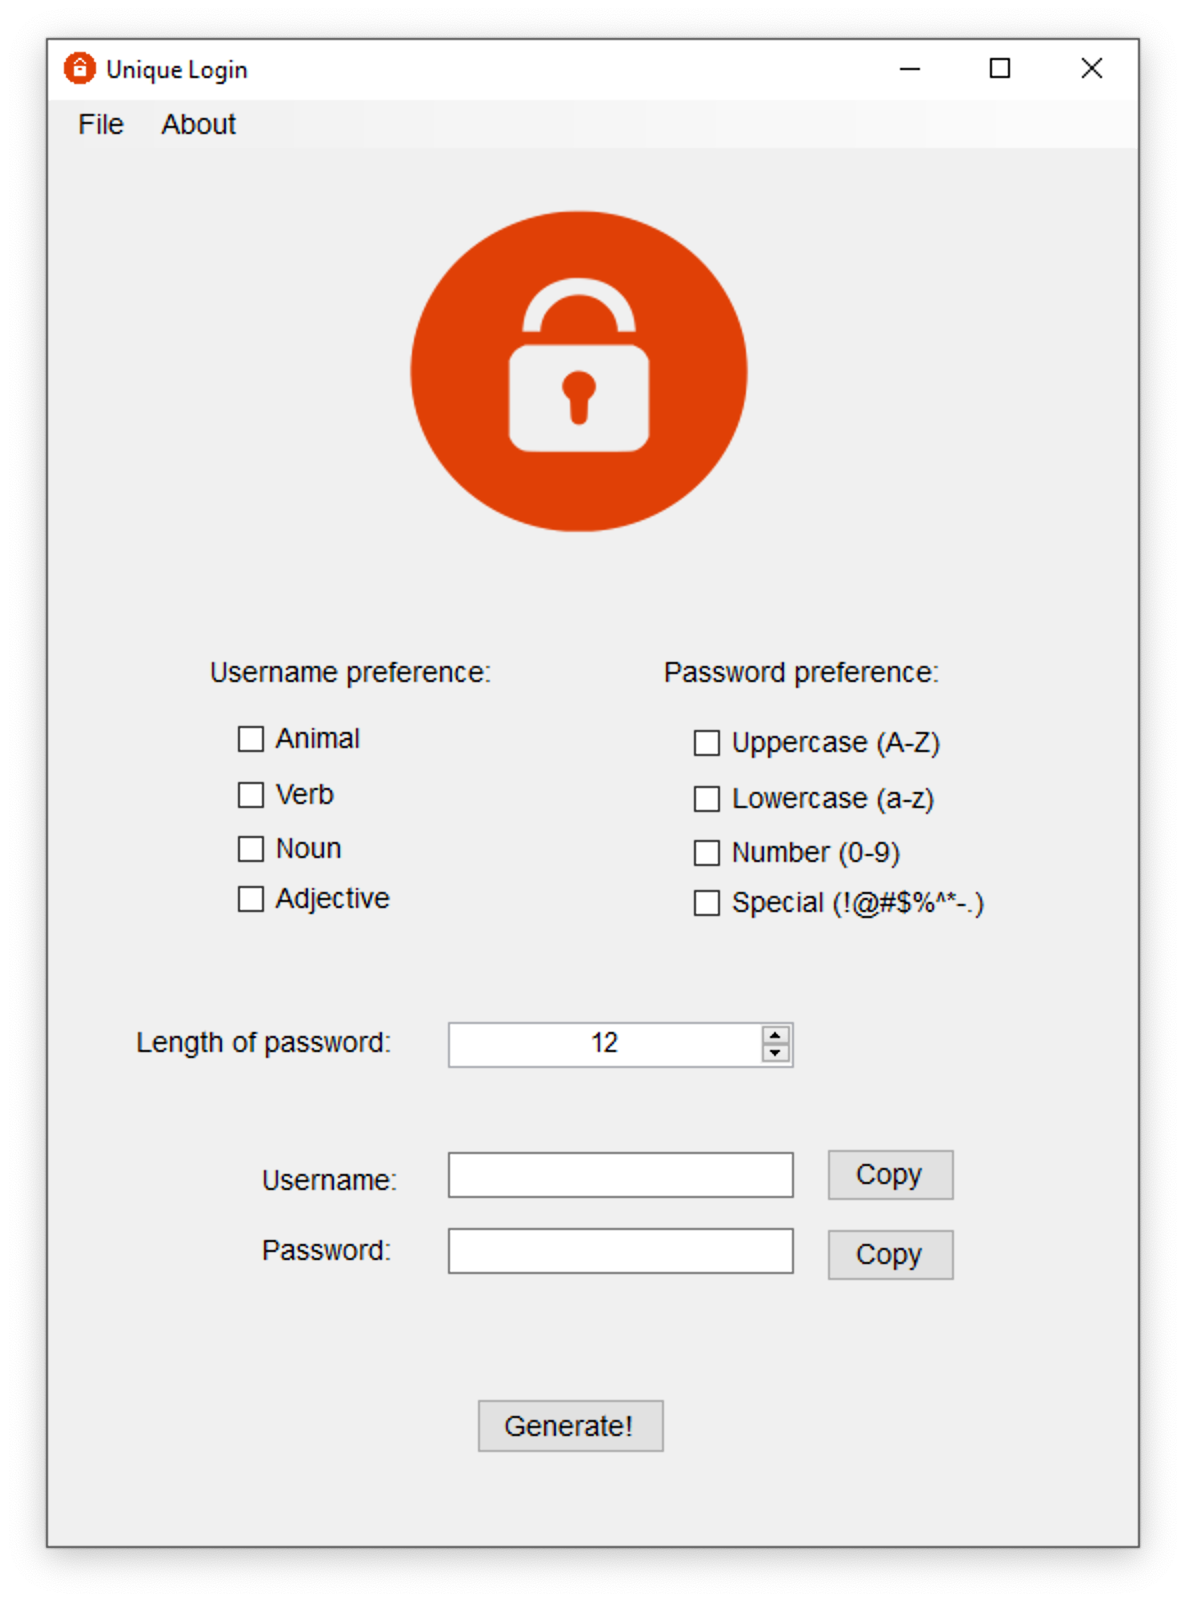 Unique Login
File About
Username preference:
Animal
Verb
Noun
Adjective
Password preference:
Uppercase (A-Z)
Lowercase (a-z)
Number (0-9)
Special (!@#$%^*-.)
Length of password: 12
Username: Copy
Password: Copy
Generate!